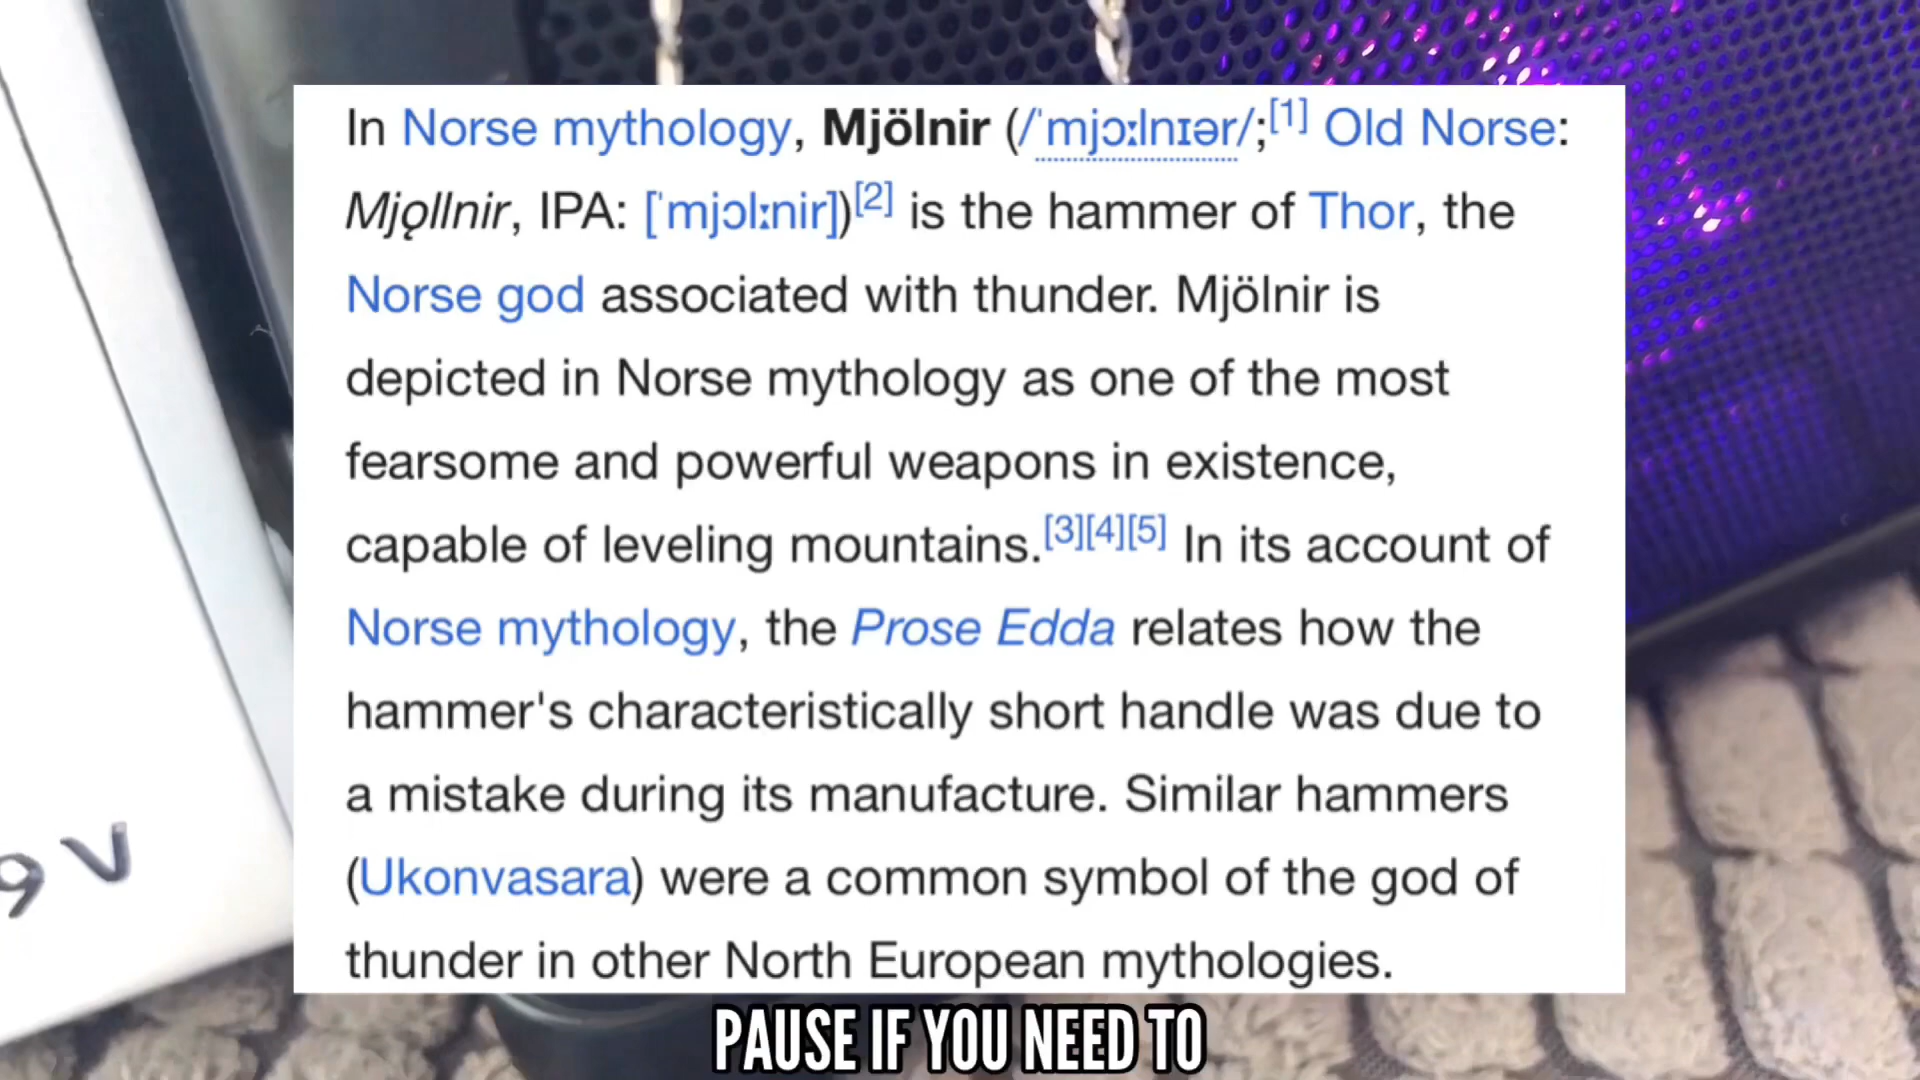 In Norse mythology, Mjölnir (/ˈmjɔːlnɪər/;[1] Old Norse:
Mjǫllnir, IPA: [ˈmjɔlːnir])[2] is the hammer of Thor, the
Norse god associated with thunder. Mjölnir is
depicted in Norse mythology as one of the most
fearsome and powerful weapons in existence,
capable of leveling mountains.[3][4][5] In its account of
Norse mythology, the Prose Edda relates how the
hammer's characteristically short handle was due to
a mistake during its manufacture. Similar hammers
(Ukonvasara) were a common symbol of the god of
thunder in other North European mythologies.
9V
PAUSE IF YOU NEED TO